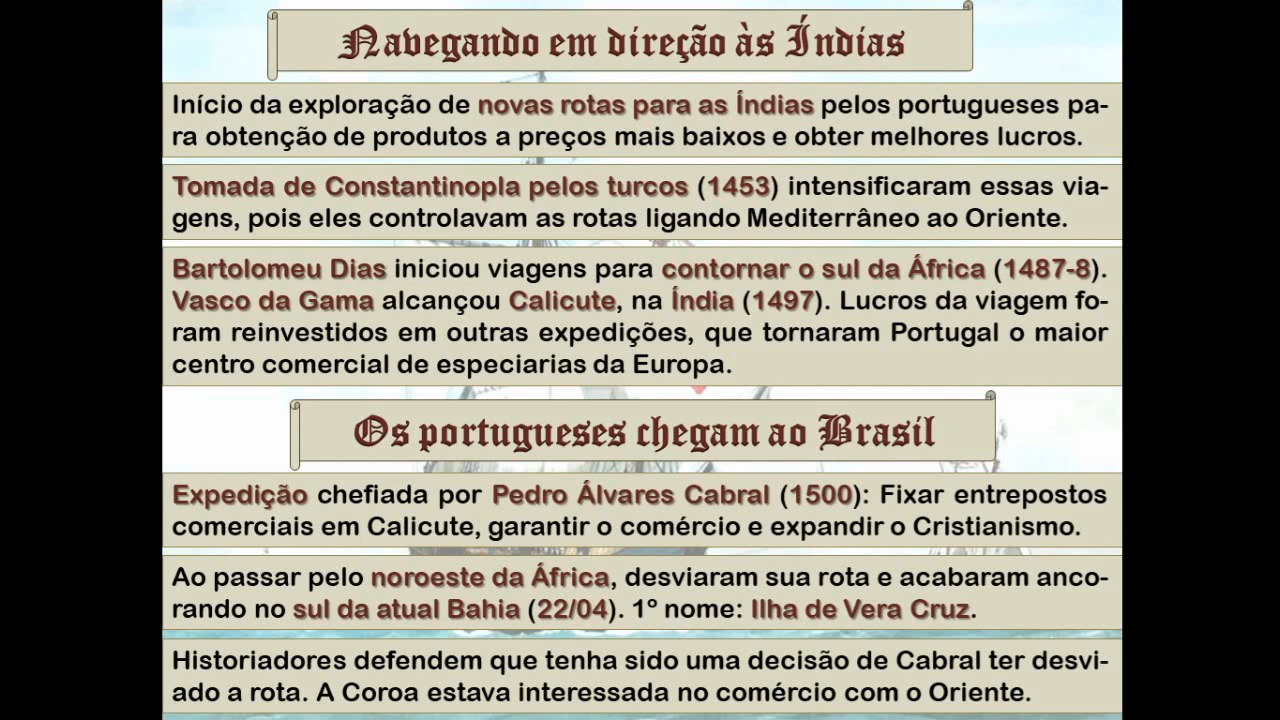 Navegando em direção às Índias
Início da exploração de novas rotas para as Índias pelos portugueses pa-
ra obtenção de produtos a preços mais baixos e obter melhores lucros.
Tomada de Constantinopla pelos turcos (1453) intensificaram essas via-
gens, pois eles controlavam as rotas ligando Mediterrâneo ao Oriente.
Bartolomeu Dias iniciou viagens para contornar o sul da África (1487-8).
Vasco da Gama alcançou Calicute, na Índia (1497). Lucros da viagem fo-
ram reinvestidos em outras expedições, que tornaram Portugal o maior
centro comercial de especiarias da Europa.
Os portugueses chegam ao Brasil
Expedição chefiada por Pedro Álvares Cabral (1500): Fixar entrepostos
comerciais em Calicute, garantir o comércio e expandir o Cristianismo.
Ao passar pelo noroeste da África, desviaram sua rota e acabaram anco-
rando no sul da atual Bahia (22/04). 1º nome: Ilha de Vera Cruz.
Historiadores defendem que tenha sido uma decisão de Cabral ter desvi-
ado a rota. A Coroa estava interessada no comércio com o Oriente.